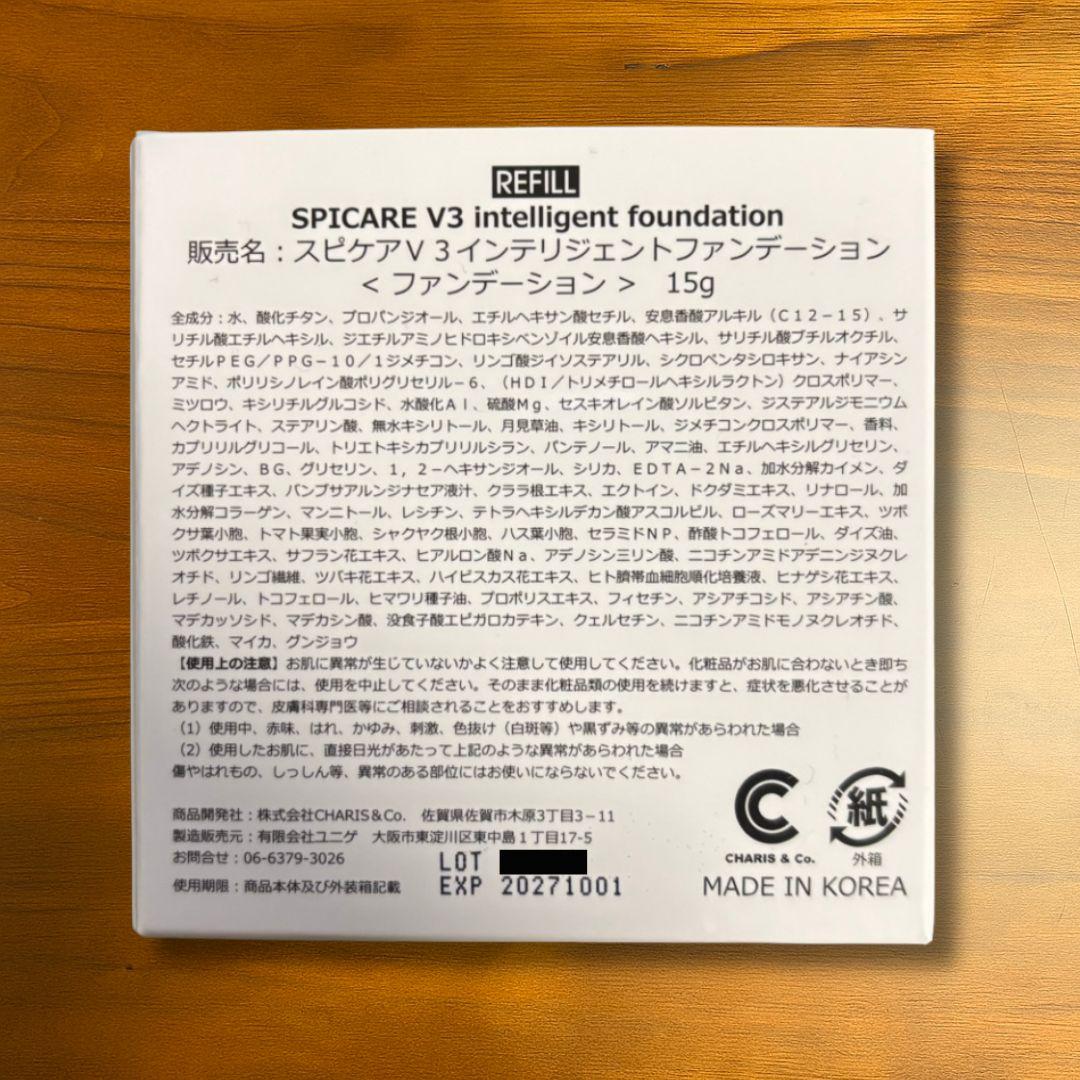 REFILL
SPICARE V3 intelligent foundation
販売名：スピケアＶ３インテリジェントファンデーション
＜ファンデーション＞　15g
全成分：水、酸化チタン、プロパンジオール、エチルヘキサン酸セチル、安息香酸アルキル（Ｃ１２－１５）、サ
リチル酸エチルヘキシル、ジエチルアミノヒドロキシベンゾイル安息香酸ヘキシル、サリチル酸ブチルオクチル、
セチルＰＥＧ／ＰＰＧ－１０／１ジメチコン、リンゴ酸ジイソステアリル、シクロペンタシロキサン、ナイアシン
アミド、ポリリシノレイン酸ポリグリセリル－６、（ＨＤＩ／トリメチロールヘキシルラクトン）クロスポリマー、
ミツロウ、キシリチルグルコシド、水酸化Ａｌ、硫酸Ｍｇ、セスキオレイン酸ソルビタン、ジステアルジモニウム
ヘクトライト、ステアリン酸、無水キシリトール、月見草油、キシリトール、ジメチコンクロスポリマー、香料、
カプリリルグリコール、トリエトキシカプリリルシラン、パンテノール、アマニ油、エチルヘキシルグリセリン、
アデノシン、ＢＧ、グリセリン、１，２－ヘキサンジオール、シリカ、ＥＤＴＡ－２Ｎａ、加水分解カイメン、ダ
イズ種子エキス、バンブサアルンジナセア液汁、クララ根エキス、エクトイン、ドクダミエキス、リナロール、加
水分解コラーゲン、マンニトール、レシチン、テトラヘキシルデカン酸アスコルビル、ローズマリーエキス、ツボ
クサ葉小胞、トマト果実小胞、シャクヤク根小胞、ハス葉小胞、セラミドＮＰ、酢酸トコフェロール、ダイズ油、
ツボクサエキス、サフラン花エキス、ヒアルロン酸Ｎａ、アデノシン三リン酸、ニコチンアミドアデニンジヌクレ
オチド、リンゴ繊維、ツバキ花エキス、ハイビスカス花エキス、ヒト臍帯血細胞順化培養液、ヒナゲシ花エキス、
レチノール、トコフェロール、ヒマワリ種子油、プロポリスエキス、フィセチン、アシアチコシド、アシアチン酸、
マデカッソシド、マデカシン酸、没食子酸エピガロカテキン、クェルセチン、ニコチンアミドモノヌクレオチド、
酸化鉄、マイカ、グンジョウ
【使用上の注意】お肌に異常が生じていないかよく注意して使用してください。化粧品がお肌に合わないとき即ち
次のような場合には、使用を中止してください。そのまま化粧品類の使用を続けますと、症状を悪化させることが
ありますので、皮膚科専門医等にご相談されることをおすすめします。
（1）使用中、赤味、はれ、かゆみ、刺激、色抜け（白斑等）や黒ずみ等の異常があらわれた場合
（2）使用したお肌に、直接日光があたって上記のような異常があらわれた場合
傷やはれもの、しっしん等、異常のある部位にはお使いにならないでください。
商品開発社：株式会社CHARIS＆Co.　佐賀県佐賀市木原3丁目3－11
製造販売元：有限会社ユニゲ　大阪市東淀川区東中島１丁目17-5
お問合せ：06-6379-3026
LOT
使用期限：商品本体及び外装箱記載
EXP 20271001
CHARIS & Co.
紙
外箱
MADE IN KOREA